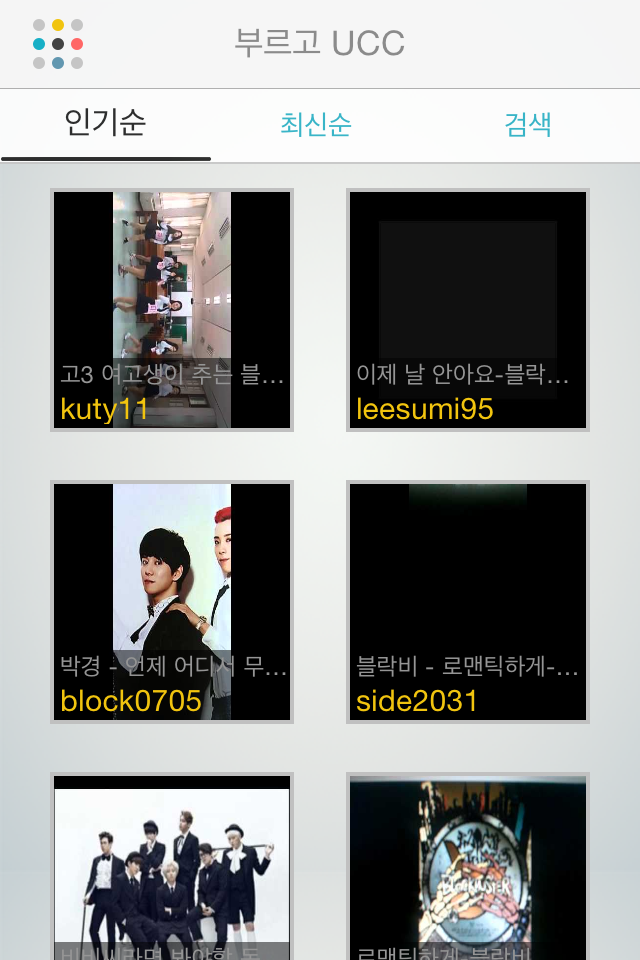 부르고 UCC
인기순
최신순
검색
고3 여고생이 추는 블...
kuty11
이제 날 안아요-블락...
leesumi95
박경 - 언제 어디서 무...
block0705
블락비 - 로맨틱하게-...
side2031
로맨틱하게-블락비
BLOCKBUSTER